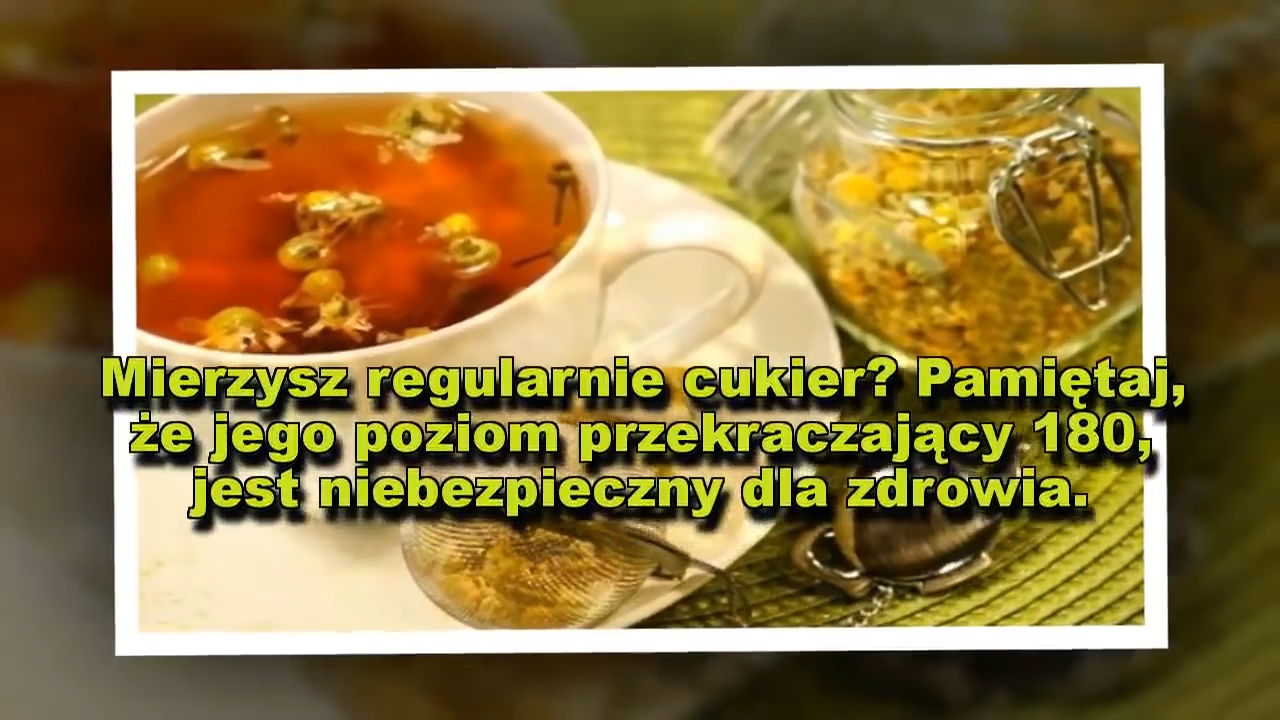 Mierzysz regularnie cukier? Pamiętaj,
że jego poziom przekraczający 180,
jest niebezpieczny dla zdrowia.